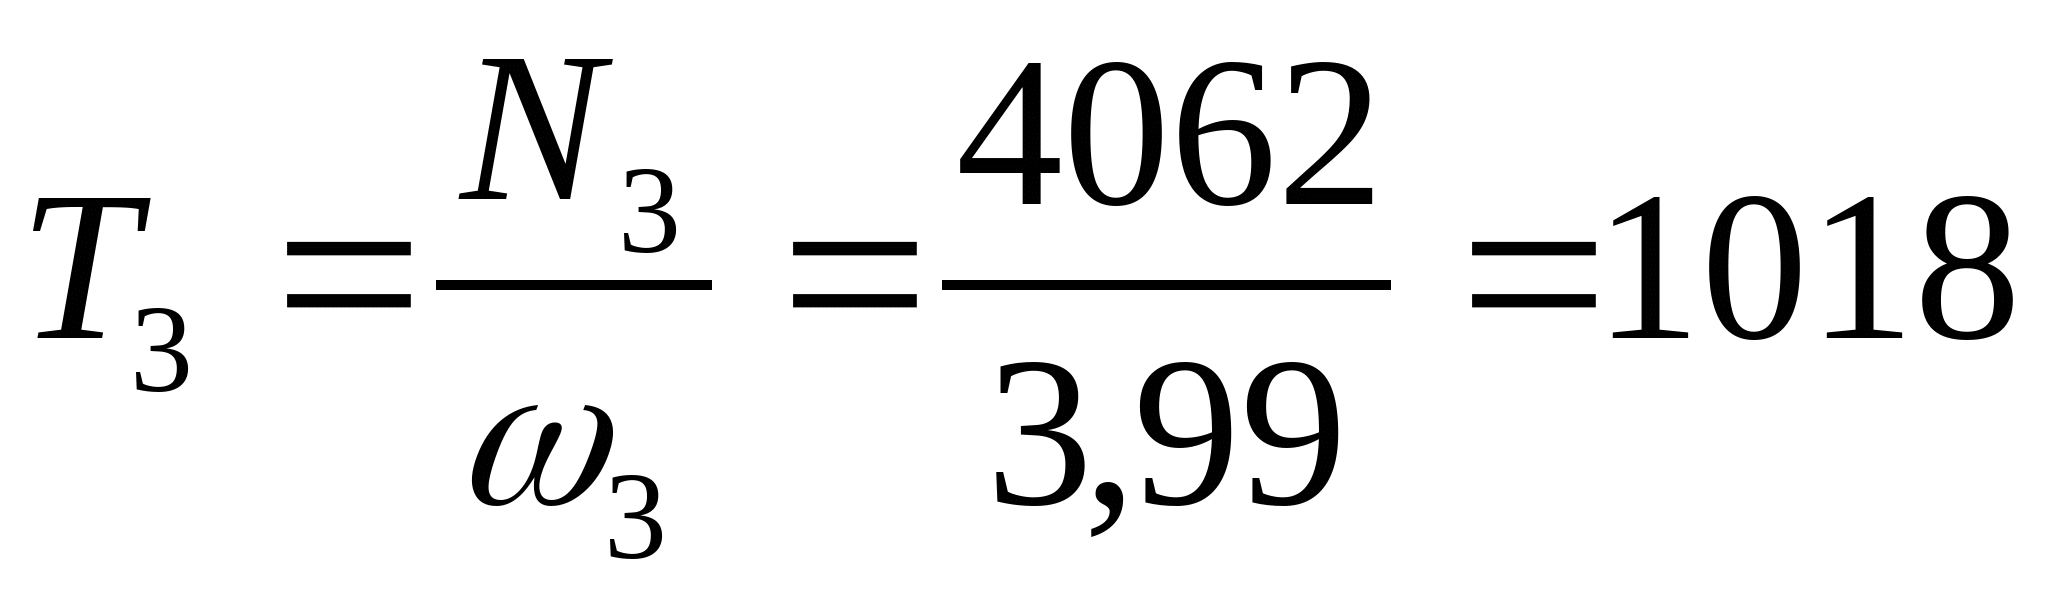 T₃ = N₃/ω₃ = 4062/3,99 = 1018